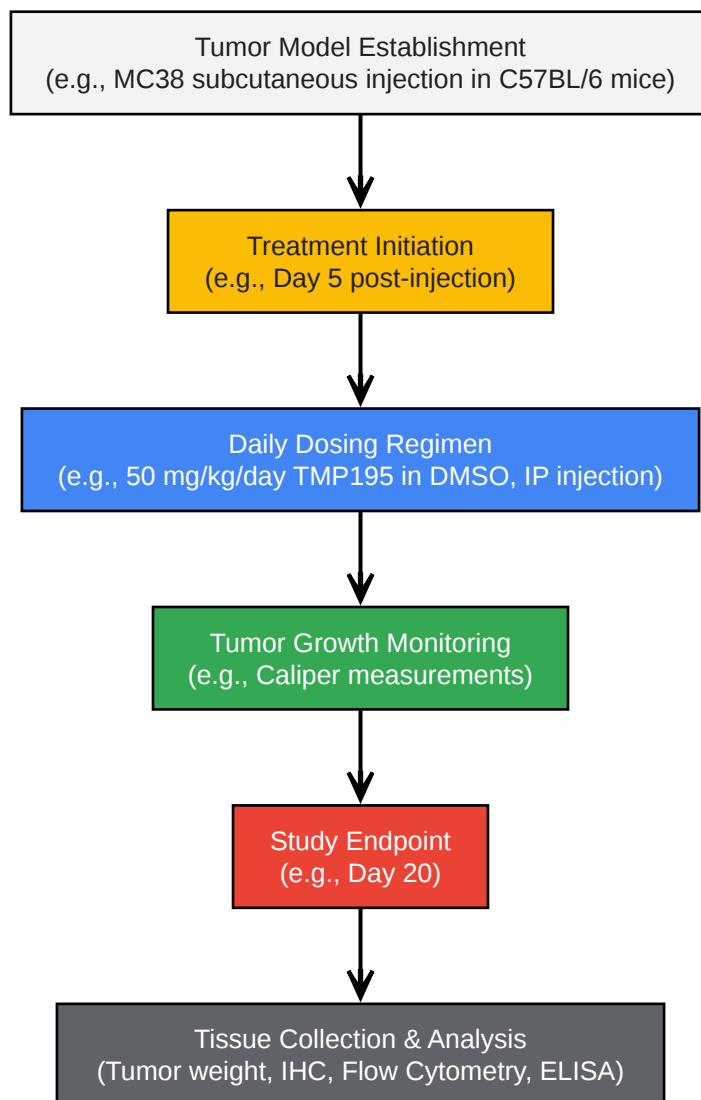 Tumor Model Establishment
(e.g., MC38 subcutaneous injection in C57BL/6 mice)
Treatment Initiation
(e.g., Day 5 post-injection)
Daily Dosing Regimen
(e.g., 50 mg/kg/day TMP195 in DMSO, IP injection)
Tumor Growth Monitoring
(e.g., Caliper measurements)
Study Endpoint
(e.g., Day 20)
Tissue Collection & Analysis
(Tumor weight, IHC, Flow Cytometry, ELISA)